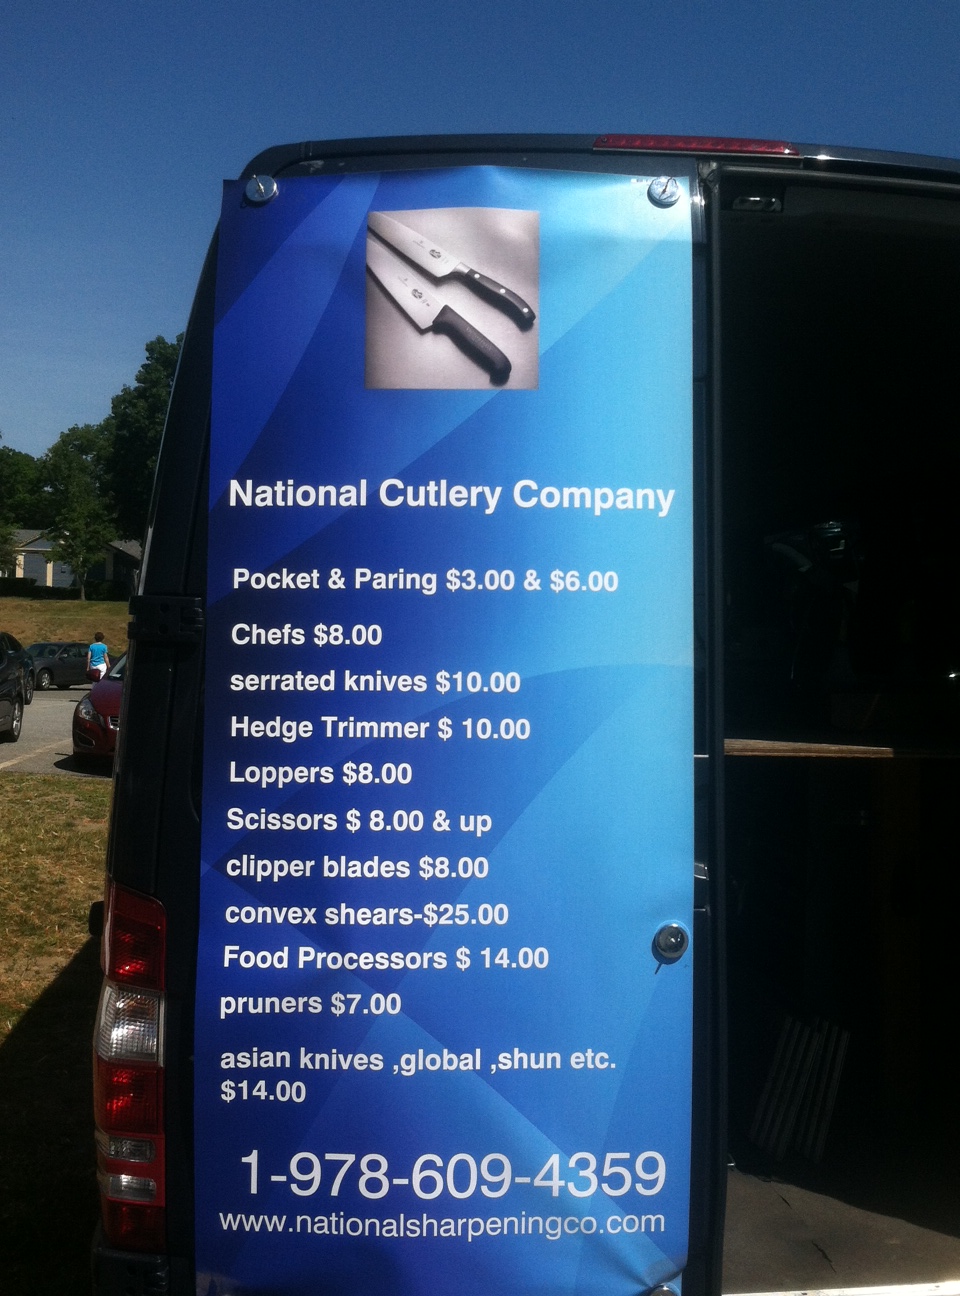 National Cutlery Company
Pocket & Paring $3.00 & $6.00
Chefs $8.00
serrated knives $10.00
Hedge Trimmer $ 10.00
Loppers $8.00
Scissors $ 8.00 & up
clipper blades $8.00
convex shears-$25.00
Food Processors $ 14.00
pruners $7.00
asian knives ,global ,shun etc.
$14.00
1-978-609-4359
www.nationalsharpeningco.com